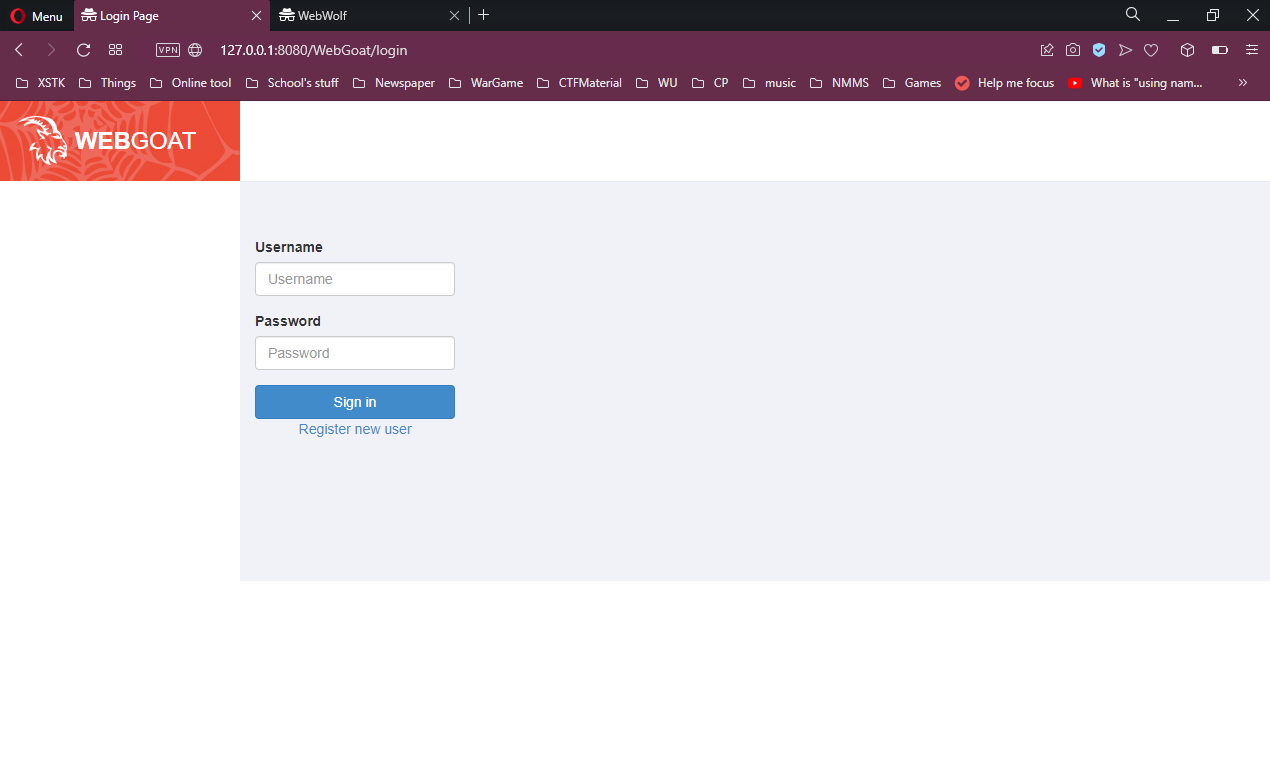 Menu Login Page WebWolf
VPN 127.0.0.1:8080/WebGoat/login
XSTK Things Online tool School's stuff Newspaper WarGame CTFMaterial WU CP music NMMS Games Help me focus What is "using nam...
WEBGOAT
Username
Username
Password
Password
Sign in
Register new user